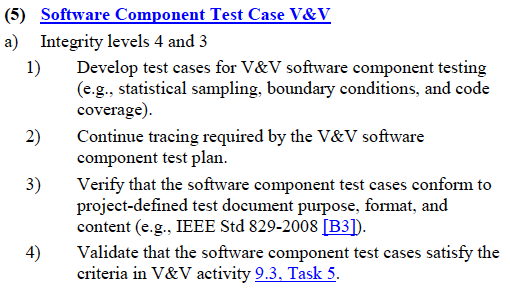 (5) Software Component Test Case V&V
a) Integrity levels 4 and 3
1) Develop test cases for V&V software component testing
(e.g., statistical sampling, boundary conditions, and code
coverage).
2) Continue tracing required by the V&V software
component test plan.
3) Verify that the software component test cases conform to
project-defined test document purpose, format, and
content (e.g., IEEE Std 829-2008 [B3]).
4) Validate that the software component test cases satisfy the
criteria in V&V activity 9.3, Task 5.